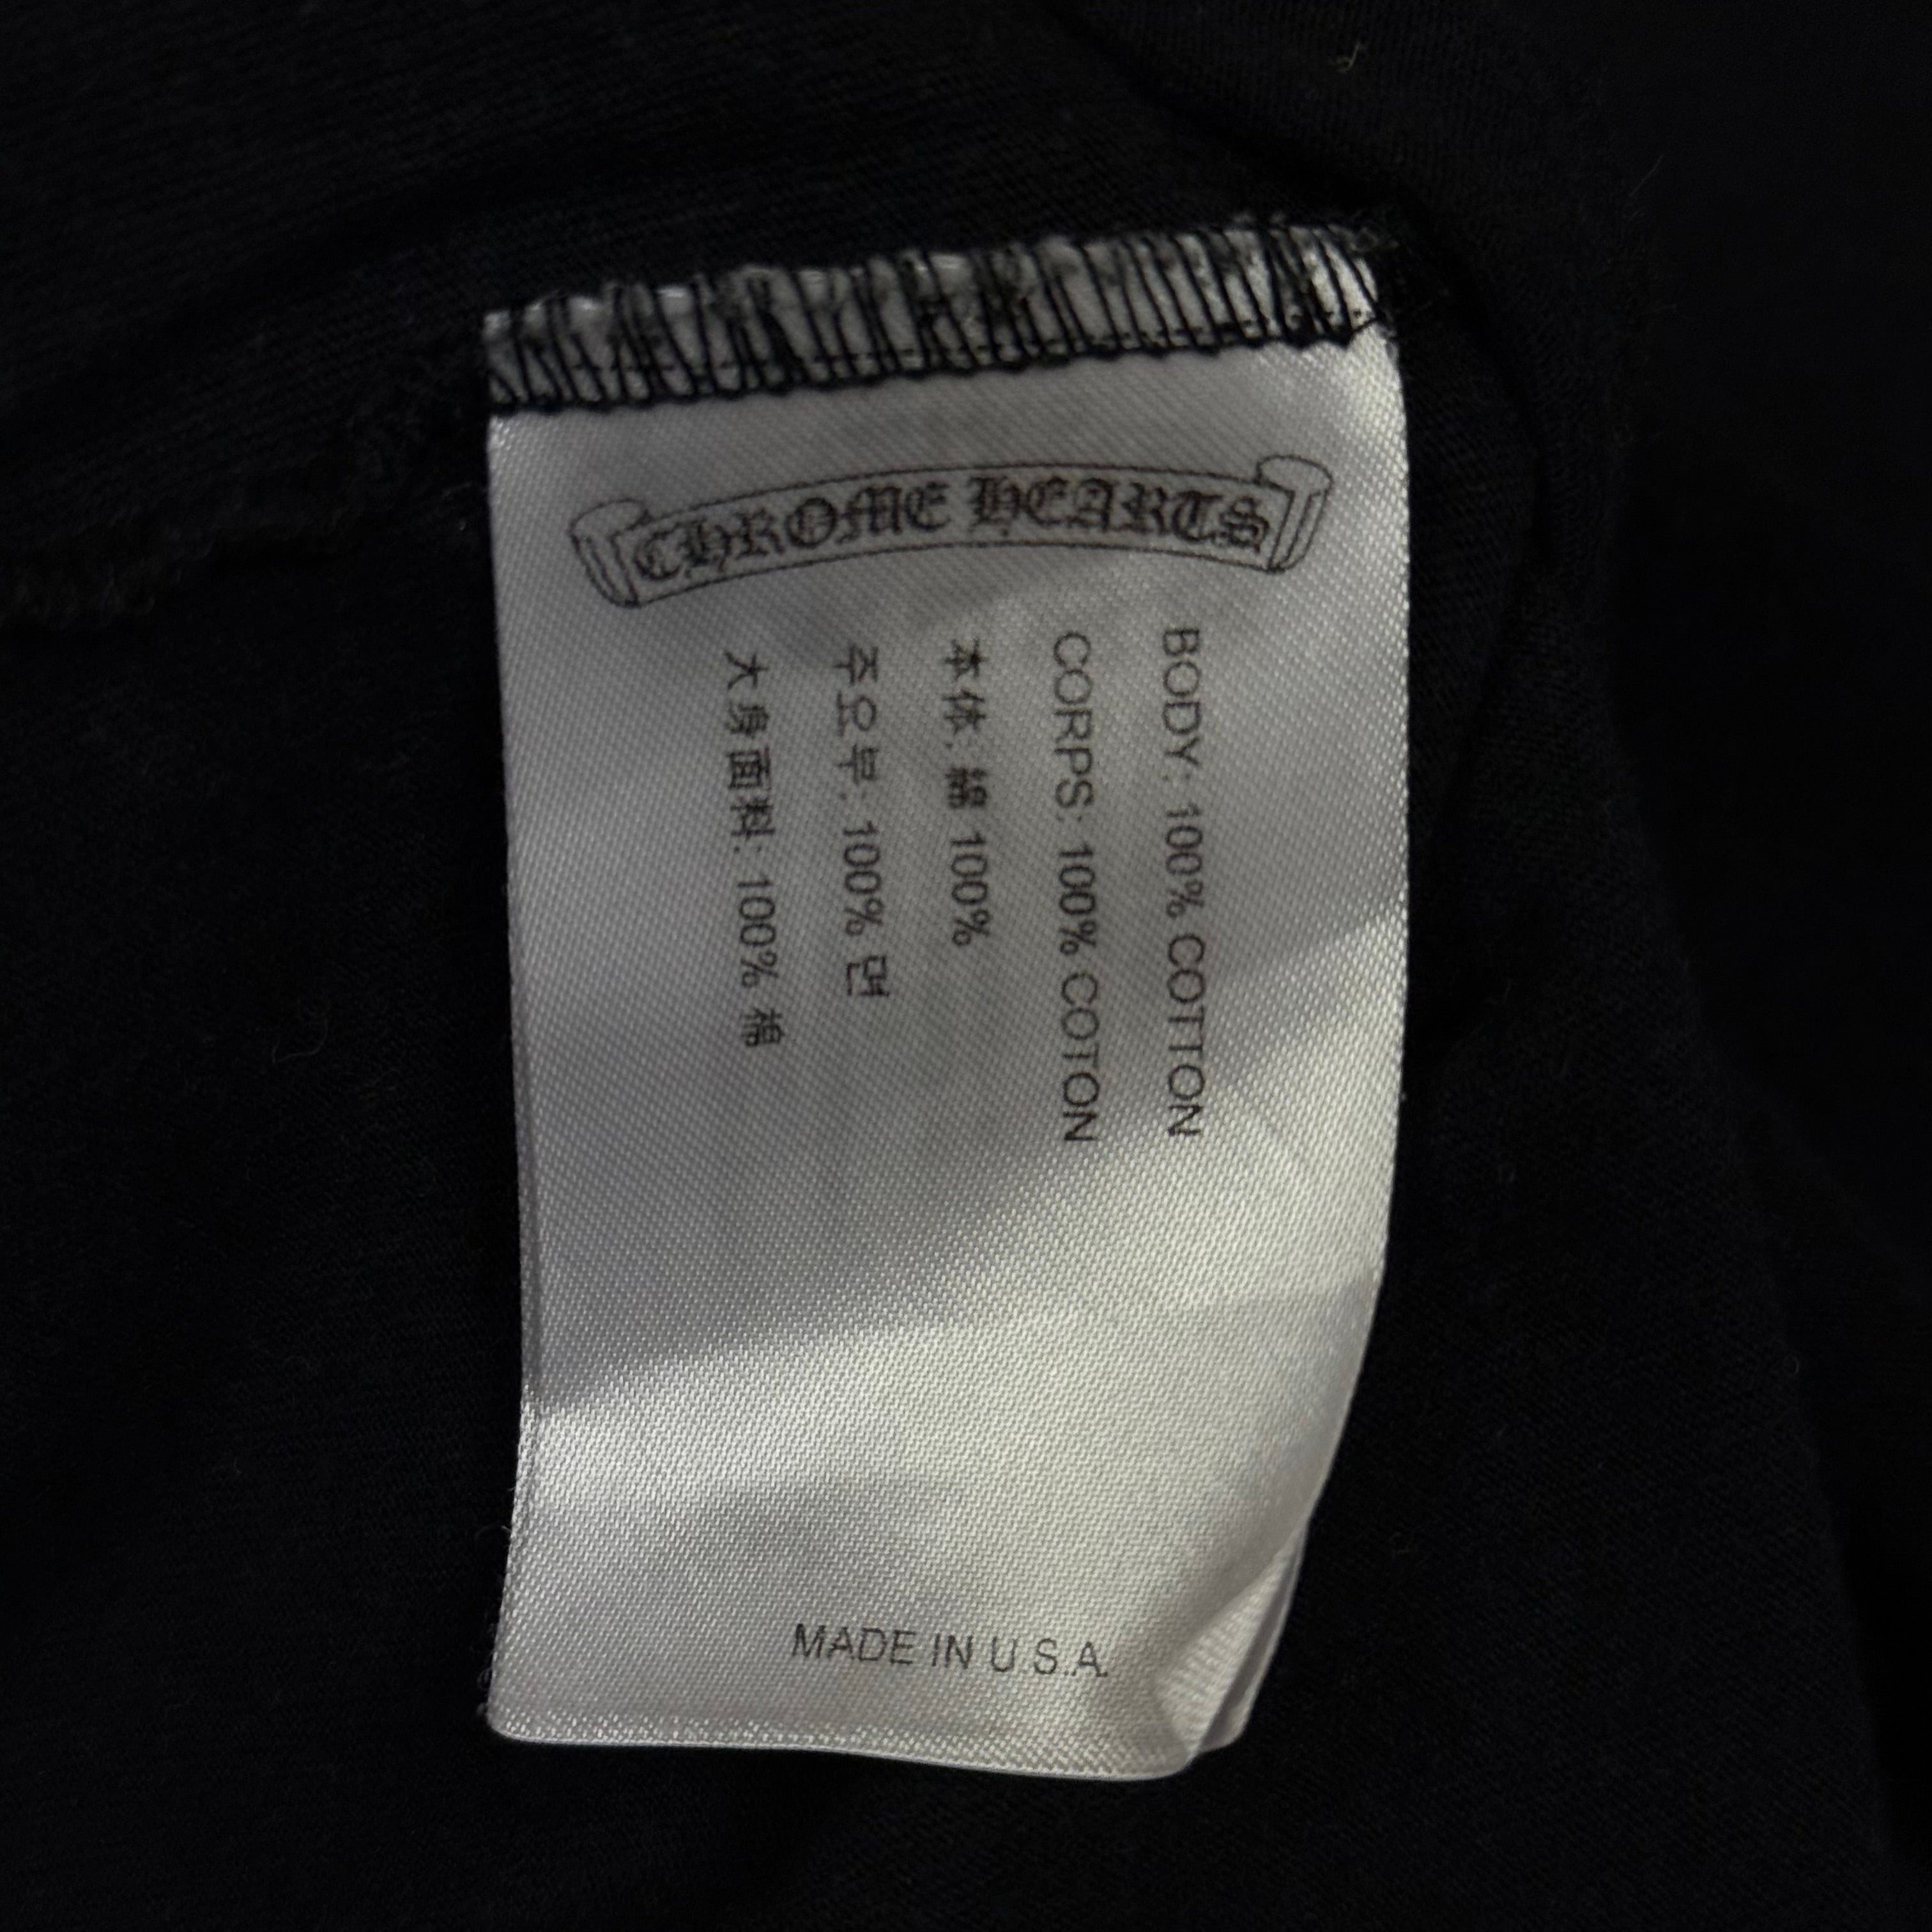 CHROME HEARTS
BODY: 100% COTTON
CORPS: 100% COTON
本体: 綿 100%
주요부: 100% 면
大身面料: 100% 棉
MADE IN U.S.A.